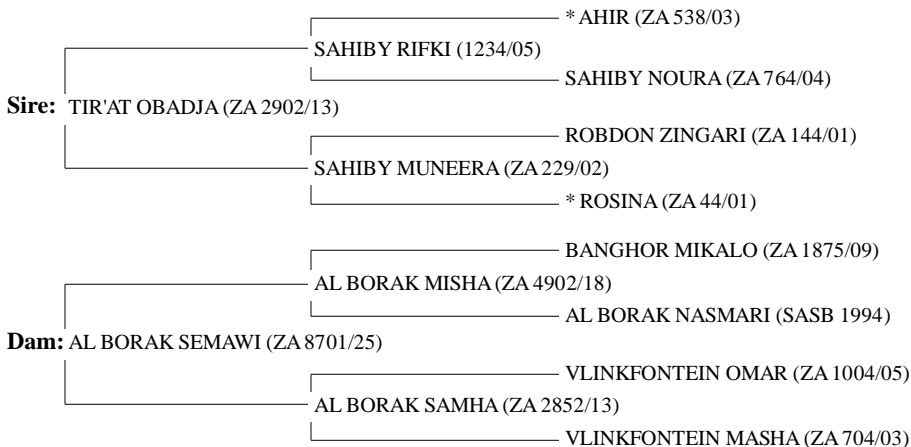 * AHIR (ZA 538/03)
SAHIBY RIFKI (1234/05)
SAHIBY NOURA (ZA 764/04)
Sire: TIR'AT OBADJA (ZA 2902/13)
ROBDON ZINGARI (ZA 144/01)
SAHIBY MUNEERA (ZA 229/02)
* ROSINA (ZA 44/01)
BANGHOR MIKALO (ZA 1875/09)
AL BORAK MISHA (ZA 4902/18)
AL BORAK NASMARI (SASB 1994)
Dam: AL BORAK SEMAWI (ZA 8701/25)
VLINKFONTEIN OMAR (ZA 1004/05)
AL BORAK SAMHA (ZA 2852/13)
VLINKFONTEIN MASHA (ZA 704/03)